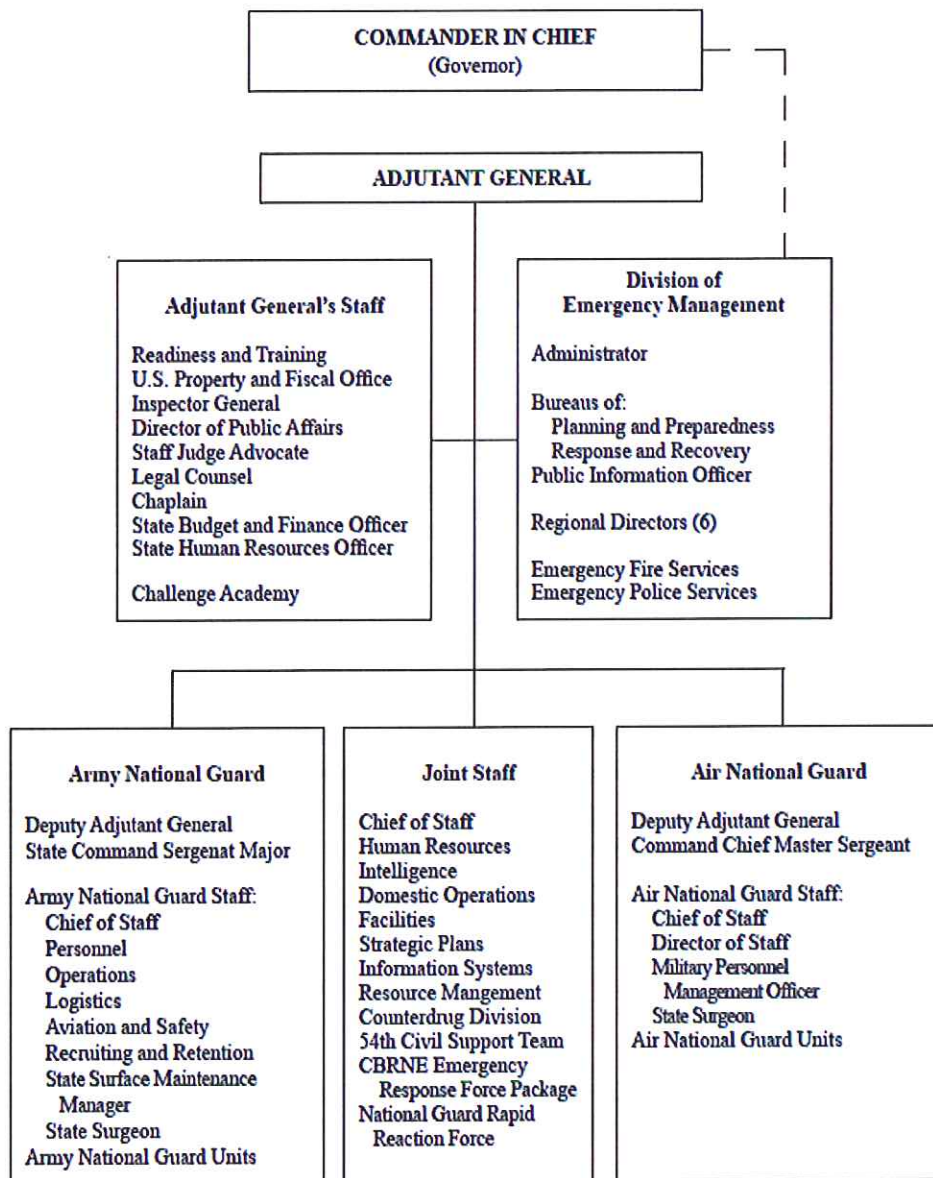 COMMANDER IN CHIEF
(Governor)
ADJUTANT GENERAL
Adjutant General's Staff
Readiness and Training
U.S. Property and Fiscal Office
Inspector General
Director of Public Affairs
Staff Judge Advocate
Legal Counsel
Chaplain
State Budget and Finance Officer
State Human Resources Officer
Challenge Academy
Division of
Emergency Management
Administrator
Bureaus of:
Planning and Preparedness
Response and Recovery
Public Information Officer
Regional Directors (6)
Emergency Fire Services
Emergency Police Services
Army National Guard
Deputy Adjutant General
State Command Sergenat Major
Army National Guard Staff:
Chief of Staff
Personnel
Operations
Logistics
Aviation and Safety
Recruiting and Retention
State Surface Maintenance
Manager
State Surgeon
Army National Guard Units
Joint Staff
Chief of Staff
Human Resources
Intelligence
Domestic Operations
Facilities
Strategic Plans
Information Systems
Resource Mangement
Counterdrug Division
54th Civil Support Team
CBRNE Emergency
Response Force Package
National Guard Rapid
Reaction Force
Air National Guard
Deputy Adjutant General
Command Chief Master Sergeant
Air National Guard Staff:
Chief of Staff
Director of Staff
Military Personnel
Management Officer
State Surgeon
Air National Guard Units